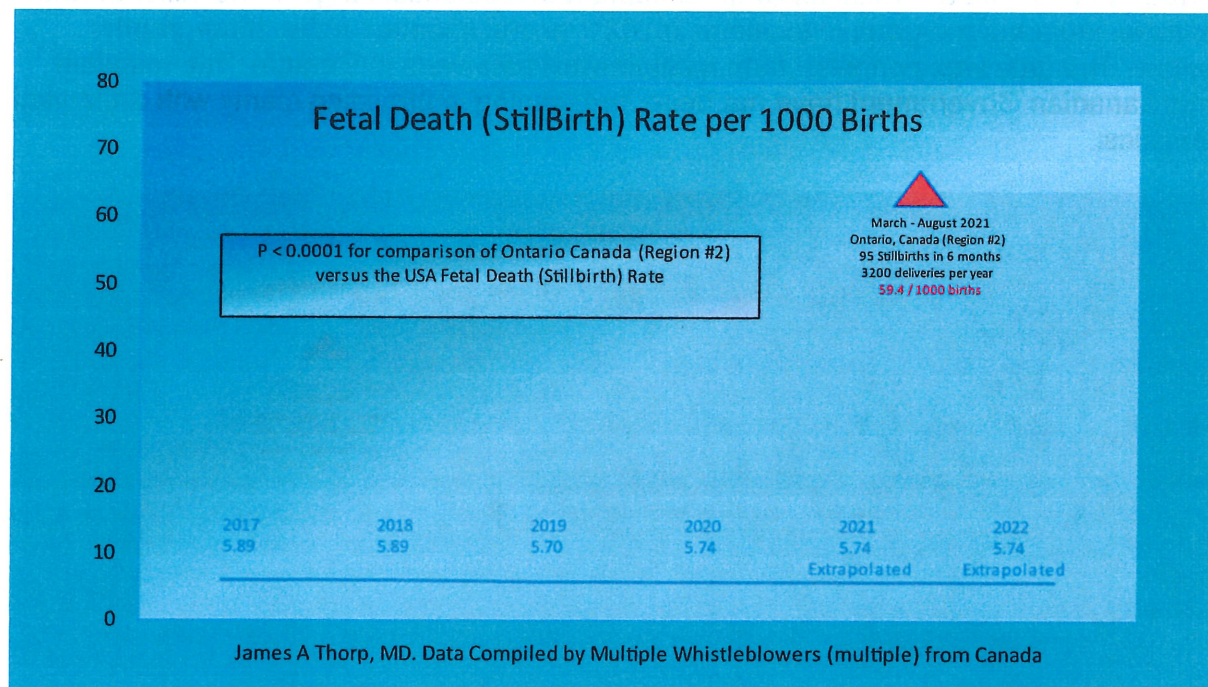 80
Fetal Death (StillBirth) Rate per 1000 Births
70
60
March - August 2021
Ontario, Canada (Region #2)
95 Stillbirths in 6 months
3200 deliveries per year
59.4 / 1000 births
P < 0.0001 for comparison of Ontario Canada (Region #2)
versus the USA Fetal Death (Stillbirth) Rate
50
40
30
20
2017 2018 2019 2020 2021 2022
5.89 5.89 5.70 5.74 5.74 5.74
Extrapolated Extrapolated
10
0
James A Thorp, MD. Data Compiled by Multiple Whistleblowers (multiple) from Canada